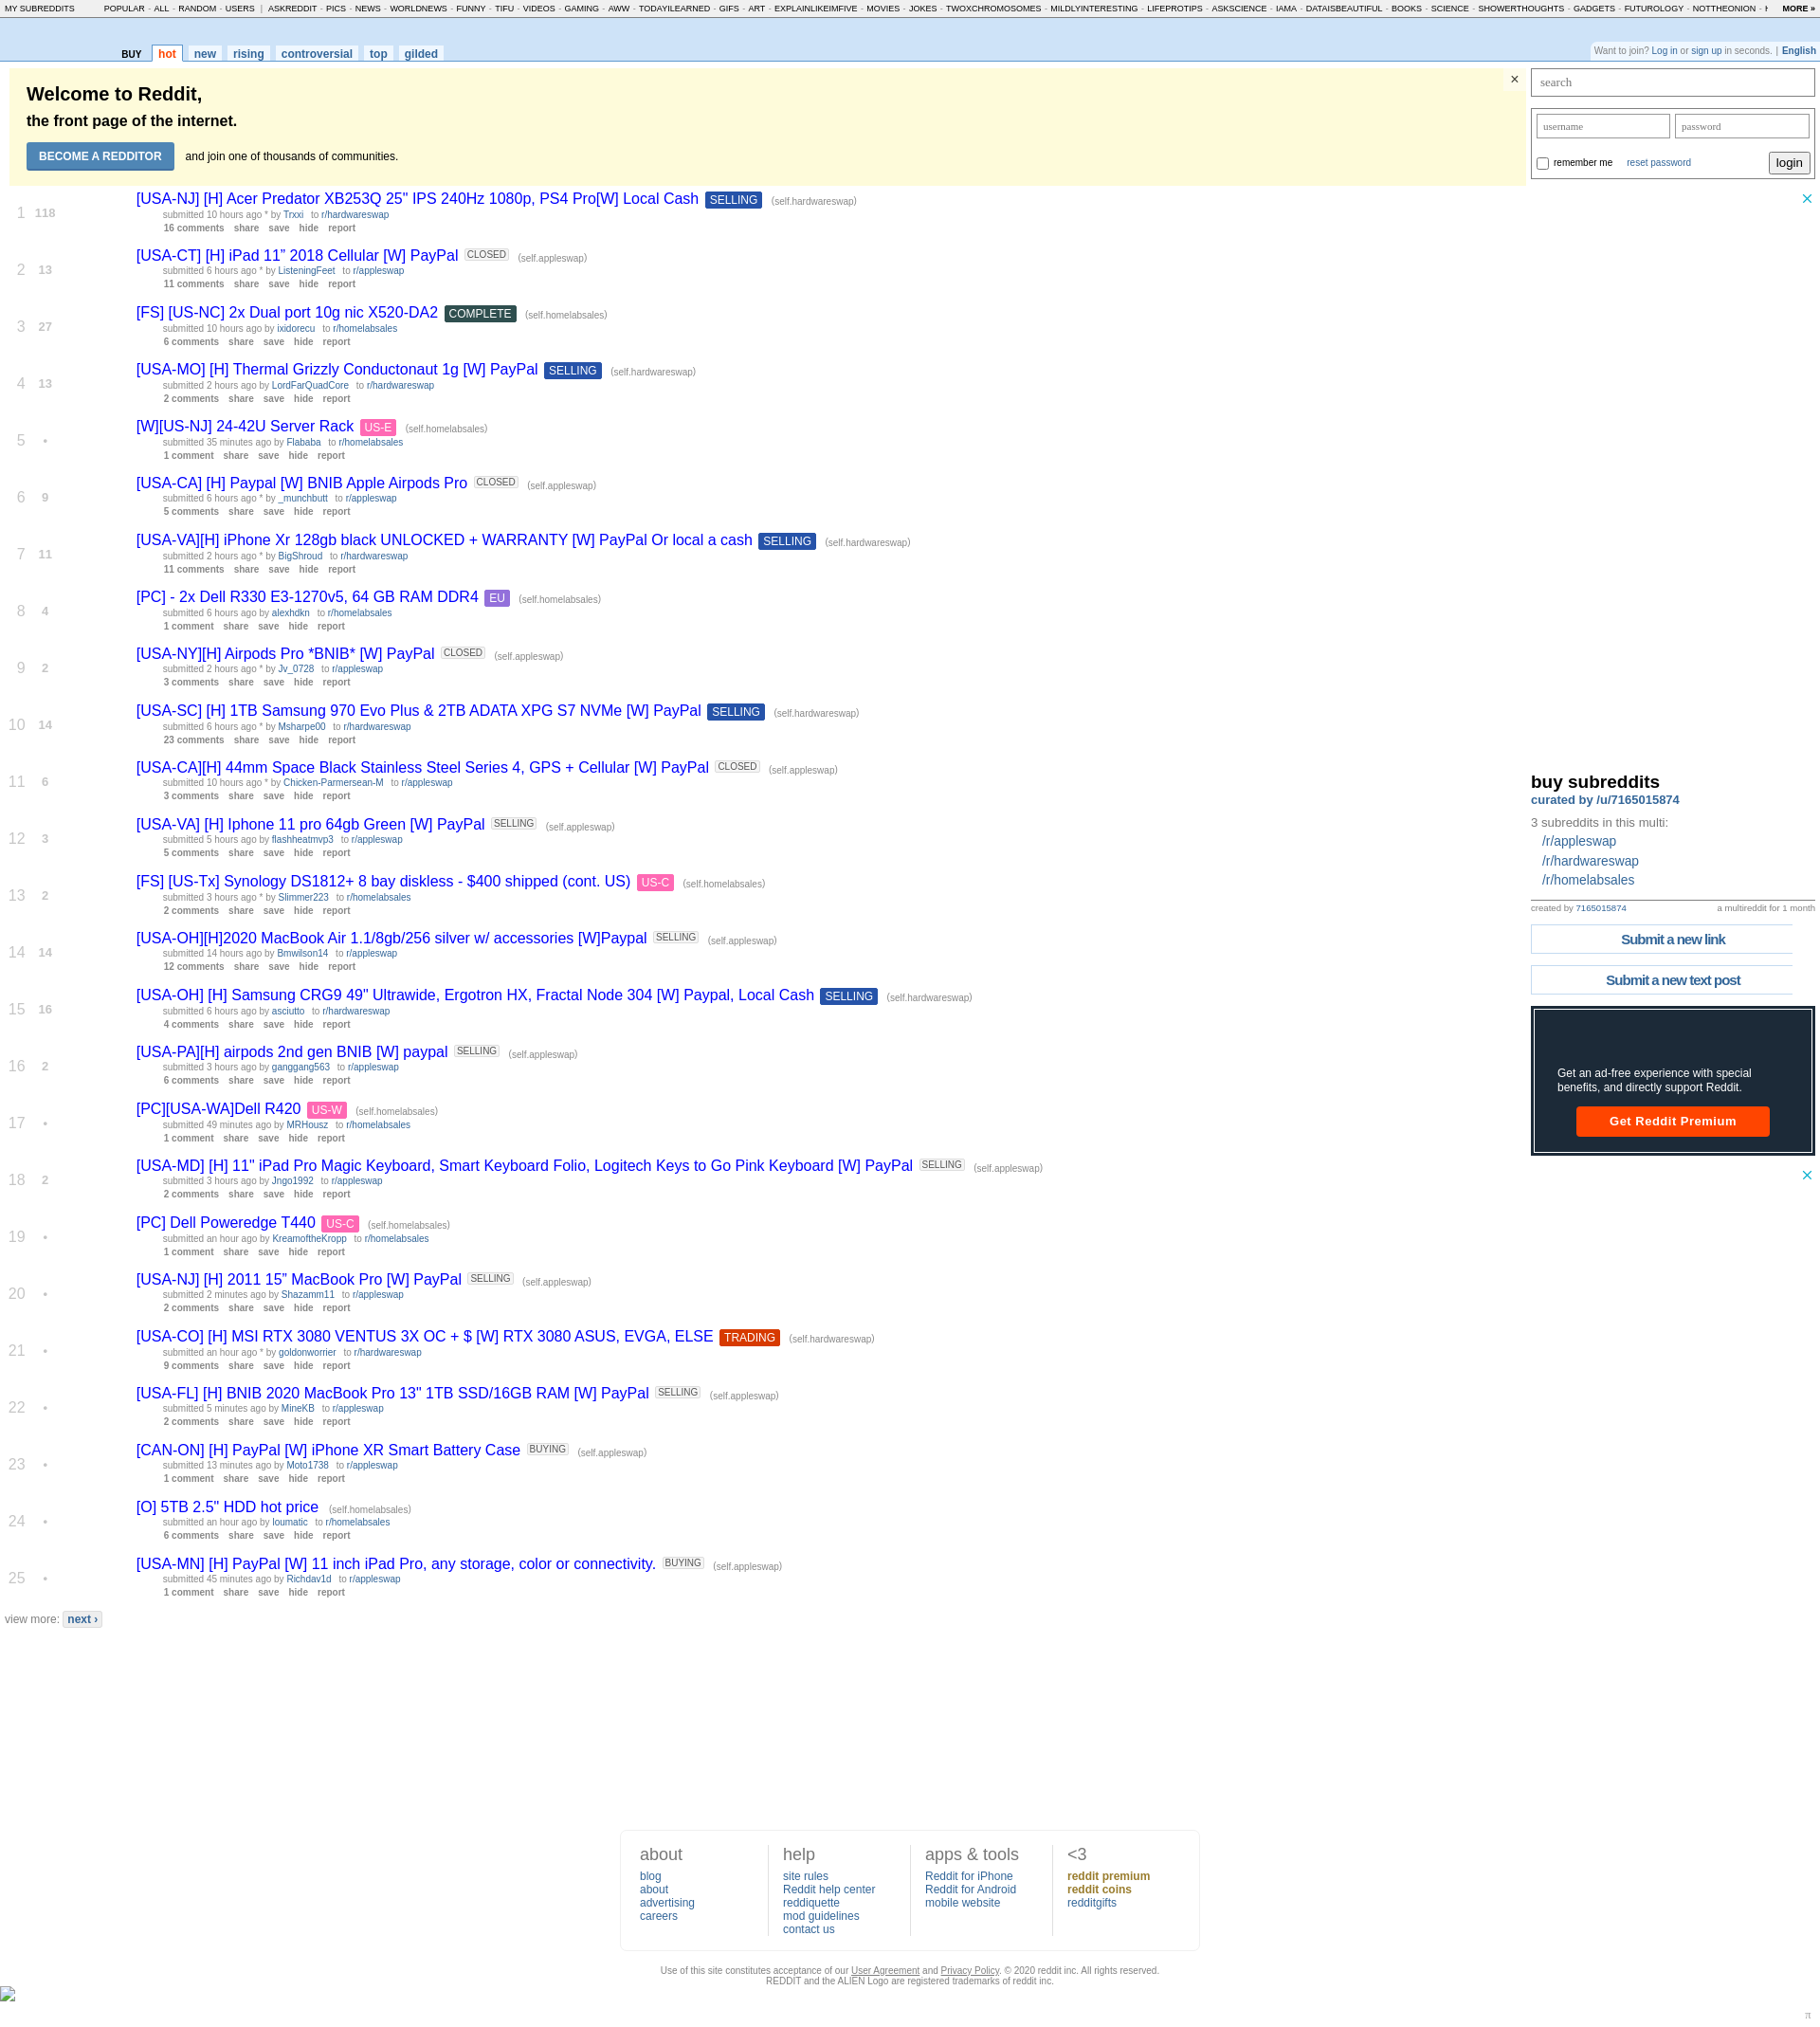 MY SUBREDDITS POPULAR - ALL - RANDOM - USERS | ASKREDDIT - PICS - NEWS - WORLDNEWS - FUNNY - TIFU - VIDEOS - GAMING - AWW - TODAYILEARNED - GIFS - ART - EXPLAINLIKEIMFIVE - MOVIES - JOKES - TWOXCHROMOSOMES - MILDLYINTERESTING - LIFEPROTIPS - ASKSCIENCE - IAMA - DATAISBEAUTIFUL - BOOKS - SCIENCE - SHOWERTHOUGHTS - GADGETS - FUTUROLOGY - NOTTHEONION - MORE »
BUY hot new rising controversial top gilded
Want to join? Log in or sign up in seconds. | English
Welcome to Reddit,
the front page of the internet.
BECOME A REDDITOR and join one of thousands of communities.
×
search
username password
remember me reset password login
1 118 [USA-NJ] [H] Acer Predator XB253Q 25" IPS 240Hz 1080p, PS4 Pro[W] Local Cash SELLING (self.hardwareswap)
submitted 10 hours ago * by Trxxi to r/hardwareswap
16 comments share save hide report
2 13 [USA-CT] [H] iPad 11” 2018 Cellular [W] PayPal CLOSED (self.appleswap)
submitted 6 hours ago * by ListeningFeet to r/appleswap
11 comments share save hide report
3 27 [FS] [US-NC] 2x Dual port 10g nic X520-DA2 COMPLETE (self.homelabsales)
submitted 10 hours ago by ixidorecu to r/homelabsales
6 comments share save hide report
4 13 [USA-MO] [H] Thermal Grizzly Conductonaut 1g [W] PayPal SELLING (self.hardwareswap)
submitted 2 hours ago by LordFarQuadCore to r/hardwareswap
2 comments share save hide report
5 • [W][US-NJ] 24-42U Server Rack US-E (self.homelabsales)
submitted 35 minutes ago by Flababa to r/homelabsales
1 comment share save hide report
6 9 [USA-CA] [H] Paypal [W] BNIB Apple Airpods Pro CLOSED (self.appleswap)
submitted 6 hours ago * by _munchbutt to r/appleswap
5 comments share save hide report
7 11 [USA-VA][H] iPhone Xr 128gb black UNLOCKED + WARRANTY [W] PayPal Or local a cash SELLING (self.hardwareswap)
submitted 2 hours ago * by BigShroud to r/hardwareswap
11 comments share save hide report
8 4 [PC] - 2x Dell R330 E3-1270v5, 64 GB RAM DDR4 EU (self.homelabsales)
submitted 6 hours ago by alexhdkn to r/homelabsales
1 comment share save hide report
9 2 [USA-NY][H] Airpods Pro *BNIB* [W] PayPal CLOSED (self.appleswap)
submitted 2 hours ago * by Jv_0728 to r/appleswap
3 comments share save hide report
10 14 [USA-SC] [H] 1TB Samsung 970 Evo Plus & 2TB ADATA XPG S7 NVMe [W] PayPal SELLING (self.hardwareswap)
submitted 6 hours ago * by Msharpe00 to r/hardwareswap
23 comments share save hide report
11 6 [USA-CA][H] 44mm Space Black Stainless Steel Series 4, GPS + Cellular [W] PayPal CLOSED (self.appleswap)
submitted 10 hours ago * by Chicken-Parmersean-M to r/appleswap
3 comments share save hide report
12 3 [USA-VA] [H] Iphone 11 pro 64gb Green [W] PayPal SELLING (self.appleswap)
submitted 5 hours ago by flashheatmvp3 to r/appleswap
5 comments share save hide report
13 2 [FS] [US-Tx] Synology DS1812+ 8 bay diskless - $400 shipped (cont. US) US-C (self.homelabsales)
submitted 3 hours ago * by Slimmer223 to r/homelabsales
2 comments share save hide report
14 14 [USA-OH][H]2020 MacBook Air 1.1/8gb/256 silver w/ accessories [W]Paypal SELLING (self.appleswap)
submitted 14 hours ago by Bmwilson14 to r/appleswap
12 comments share save hide report
15 16 [USA-OH] [H] Samsung CRG9 49" Ultrawide, Ergotron HX, Fractal Node 304 [W] Paypal, Local Cash SELLING (self.hardwareswap)
submitted 6 hours ago by asciutto to r/hardwareswap
4 comments share save hide report
16 2 [USA-PA][H] airpods 2nd gen BNIB [W] paypal SELLING (self.appleswap)
submitted 3 hours ago by ganggang563 to r/appleswap
6 comments share save hide report
17 • [PC][USA-WA]Dell R420 US-W (self.homelabsales)
submitted 49 minutes ago by MRHousz to r/homelabsales
1 comment share save hide report
18 2 [USA-MD] [H] 11" iPad Pro Magic Keyboard, Smart Keyboard Folio, Logitech Keys to Go Pink Keyboard [W] PayPal SELLING (self.appleswap)
submitted 3 hours ago by Jngo1992 to r/appleswap
2 comments share save hide report
19 • [PC] Dell Poweredge T440 US-C (self.homelabsales)
submitted an hour ago by KreamoftheKropp to r/homelabsales
1 comment share save hide report
20 • [USA-NJ] [H] 2011 15” MacBook Pro [W] PayPal SELLING (self.appleswap)
submitted 2 minutes ago by Shazamm11 to r/appleswap
2 comments share save hide report
21 • [USA-CO] [H] MSI RTX 3080 VENTUS 3X OC + $ [W] RTX 3080 ASUS, EVGA, ELSE TRADING (self.hardwareswap)
submitted an hour ago * by goldonworrier to r/hardwareswap
9 comments share save hide report
22 • [USA-FL] [H] BNIB 2020 MacBook Pro 13" 1TB SSD/16GB RAM [W] PayPal SELLING (self.appleswap)
submitted 5 minutes ago by MineKB to r/appleswap
2 comments share save hide report
23 • [CAN-ON] [H] PayPal [W] iPhone XR Smart Battery Case BUYING (self.appleswap)
submitted 13 minutes ago by Moto1738 to r/appleswap
1 comment share save hide report
24 • [O] 5TB 2.5" HDD hot price (self.homelabsales)
submitted an hour ago by loumatic to r/homelabsales
6 comments share save hide report
25 • [USA-MN] [H] PayPal [W] 11 inch iPad Pro, any storage, color or connectivity. BUYING (self.appleswap)
submitted 45 minutes ago by Richdav1d to r/appleswap
1 comment share save hide report
view more: next ›
buy subreddits
curated by /u/7165015874
3 subreddits in this multi:
/r/appleswap
/r/hardwareswap
/r/homelabsales
created by 7165015874 a multireddit for 1 month
Submit a new link
Submit a new text post
Get an ad-free experience with special
benefits, and directly support Reddit.
Get Reddit Premium
about
blog
about
advertising
careers
help
site rules
Reddit help center
reddiquette
mod guidelines
contact us
apps & tools
Reddit for iPhone
Reddit for Android
mobile website
<3
reddit premium
reddit coins
redditgifts
Use of this site constitutes acceptance of our User Agreement and Privacy Policy. © 2020 reddit inc. All rights reserved.
REDDIT and the ALIEN Logo are registered trademarks of reddit inc.
π